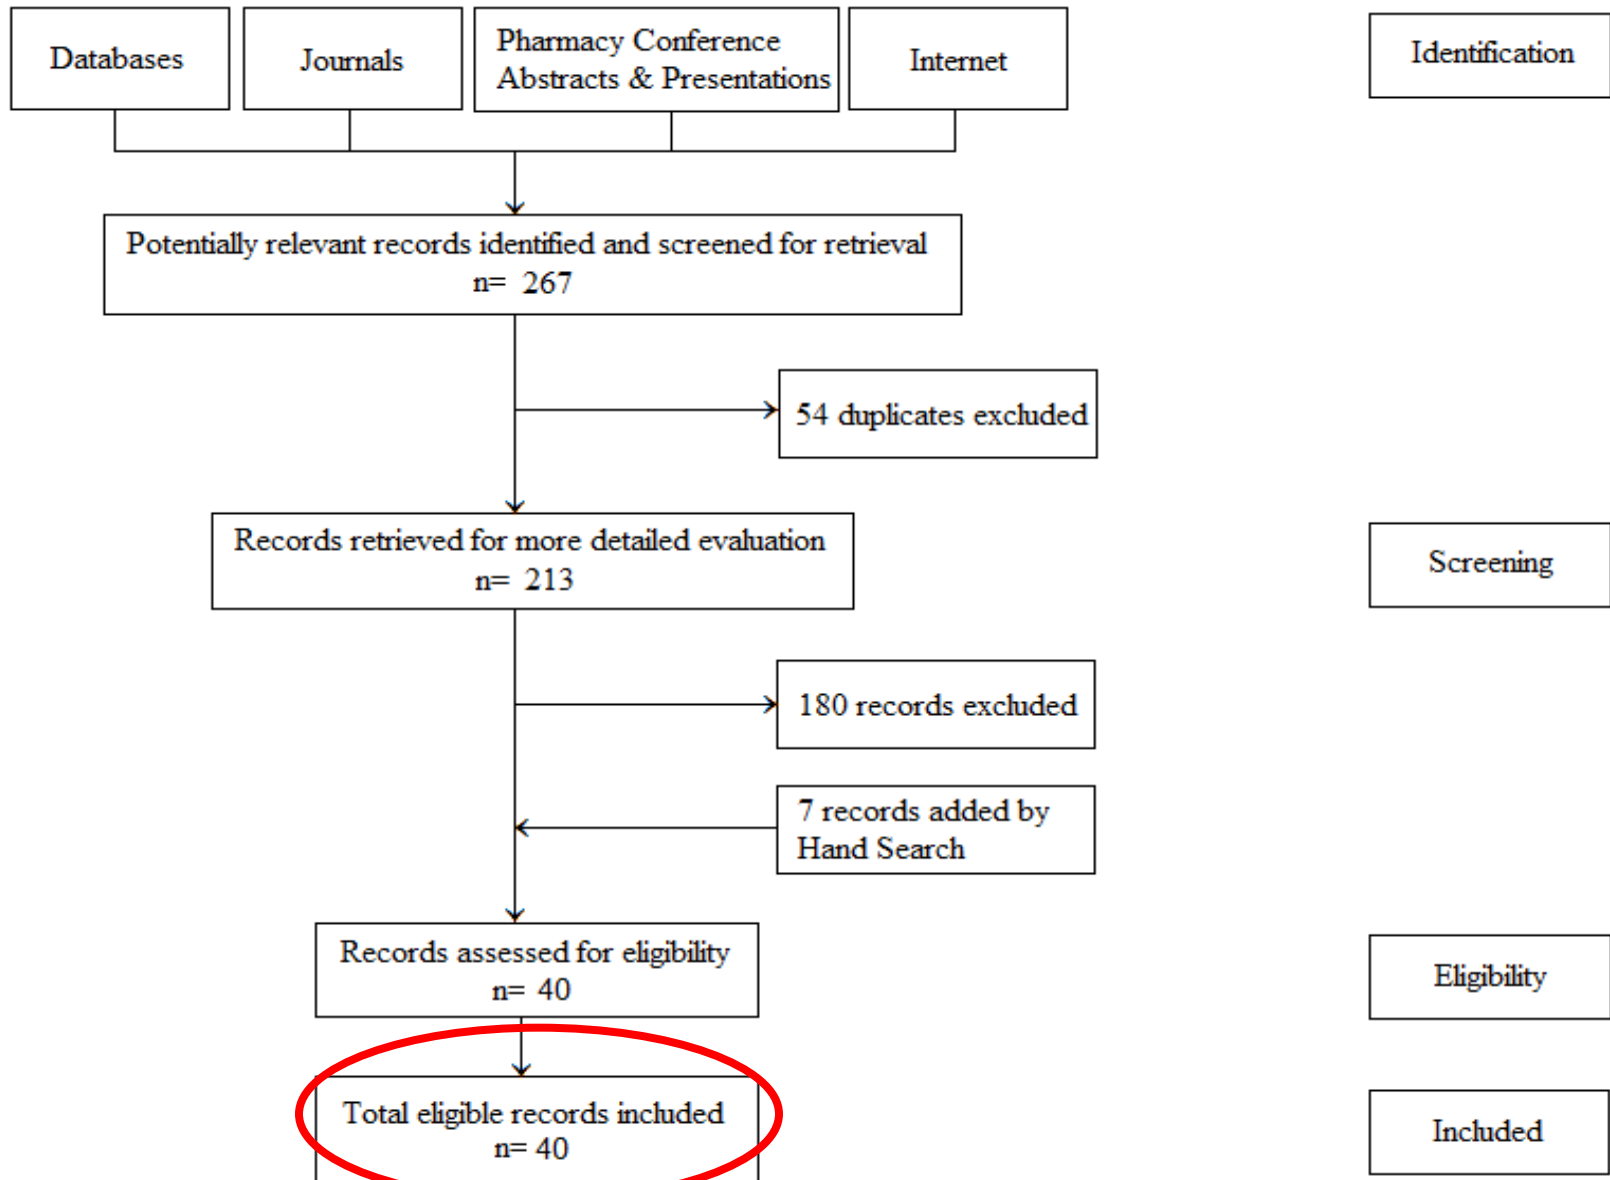 Databases
Journals
Pharmacy Conference
Abstracts & Presentations
Internet
Identification
Potentially relevant records identified and screened for retrieval
n= 267
54 duplicates excluded
Records retrieved for more detailed evaluation
n= 213
Screening
180 records excluded
7 records added by
Hand Search
Records assessed for eligibility
n= 40
Eligibility
Total eligible records included
n= 40
Included